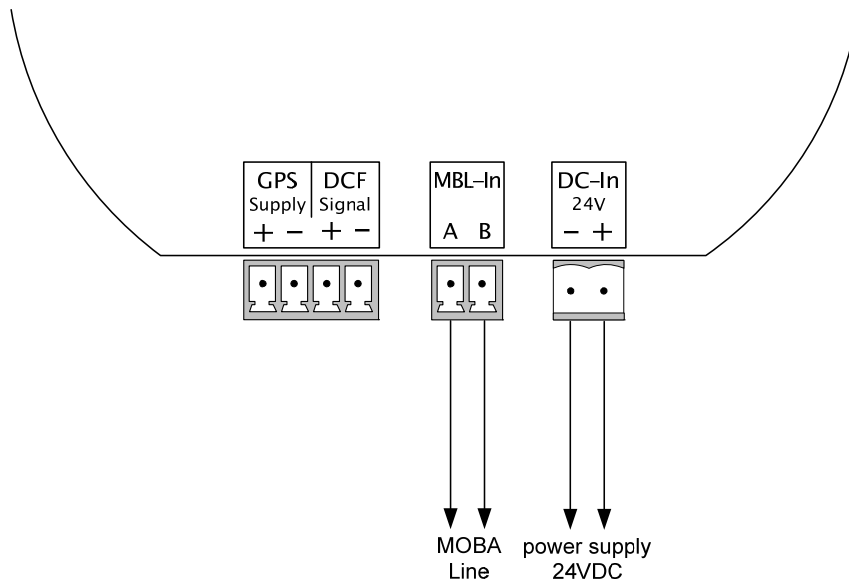 GPS DCF
Supply Signal
+ − + −
MBL–In
A B
DC–In
24V
− +
MOBA
Line
power supply
24VDC